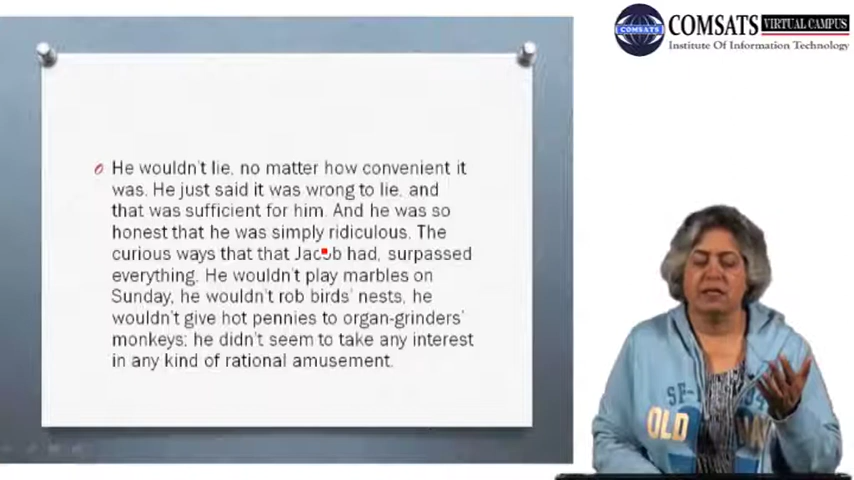 COMSATS VIRTUAL CAMPUS
Institute Of Information Technology
COMSATS
He wouldn't lie, no matter how convenient it
was. He just said it was wrong to lie, and
that was sufficient for him. And he was so
honest that he was simply ridiculous. The
curious ways that that Jacob had, surpassed
everything. He wouldn't play marbles on
Sunday, he wouldn't rob birds' nests, he
wouldn't give hot pennies to organ-grinders'
monkeys; he didn't seem to take any interest
in any kind of rational amusement.
OLD